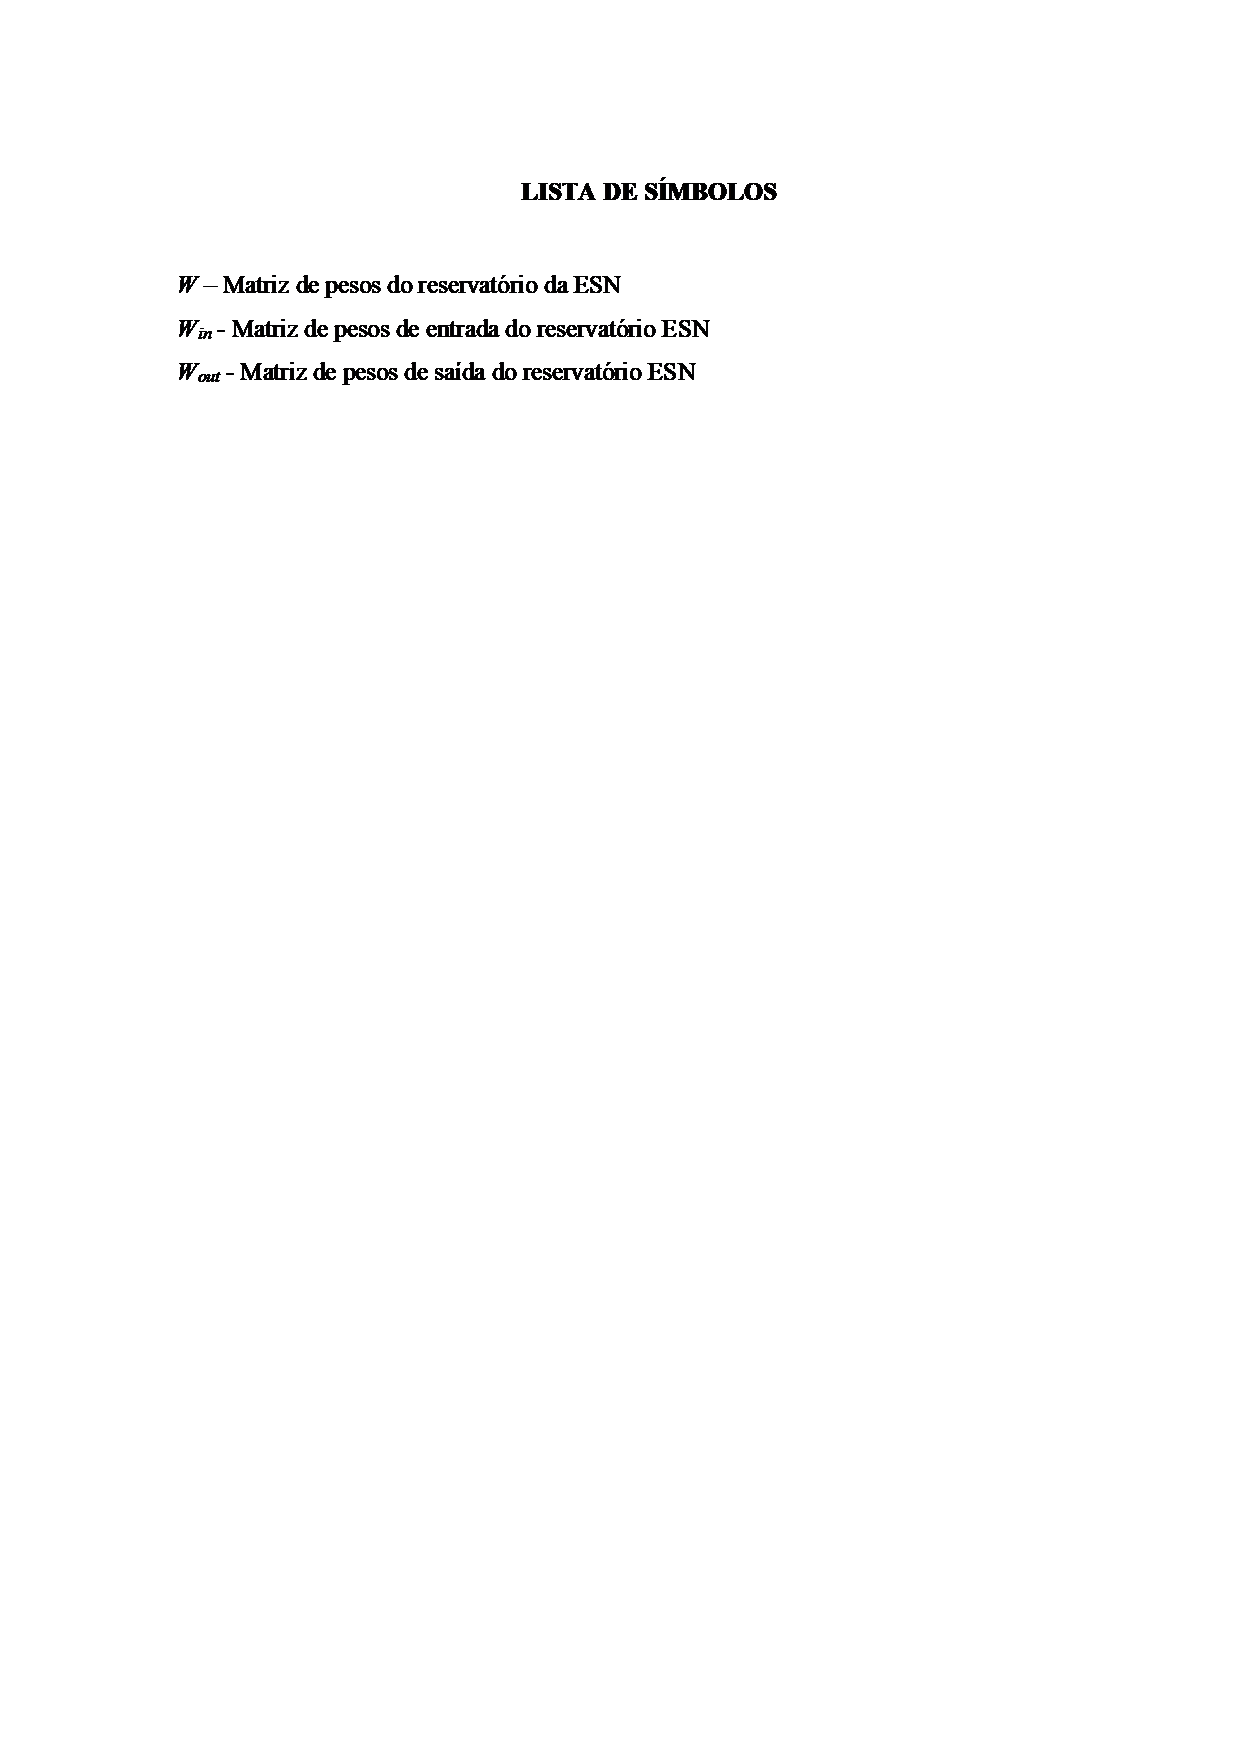 LISTA DE SÍMBOLOS
W – Matriz de pesos do reservatório da ESN
Win - Matriz de pesos de entrada do reservatório ESN
Wout - Matriz de pesos de saída do reservatório ESN